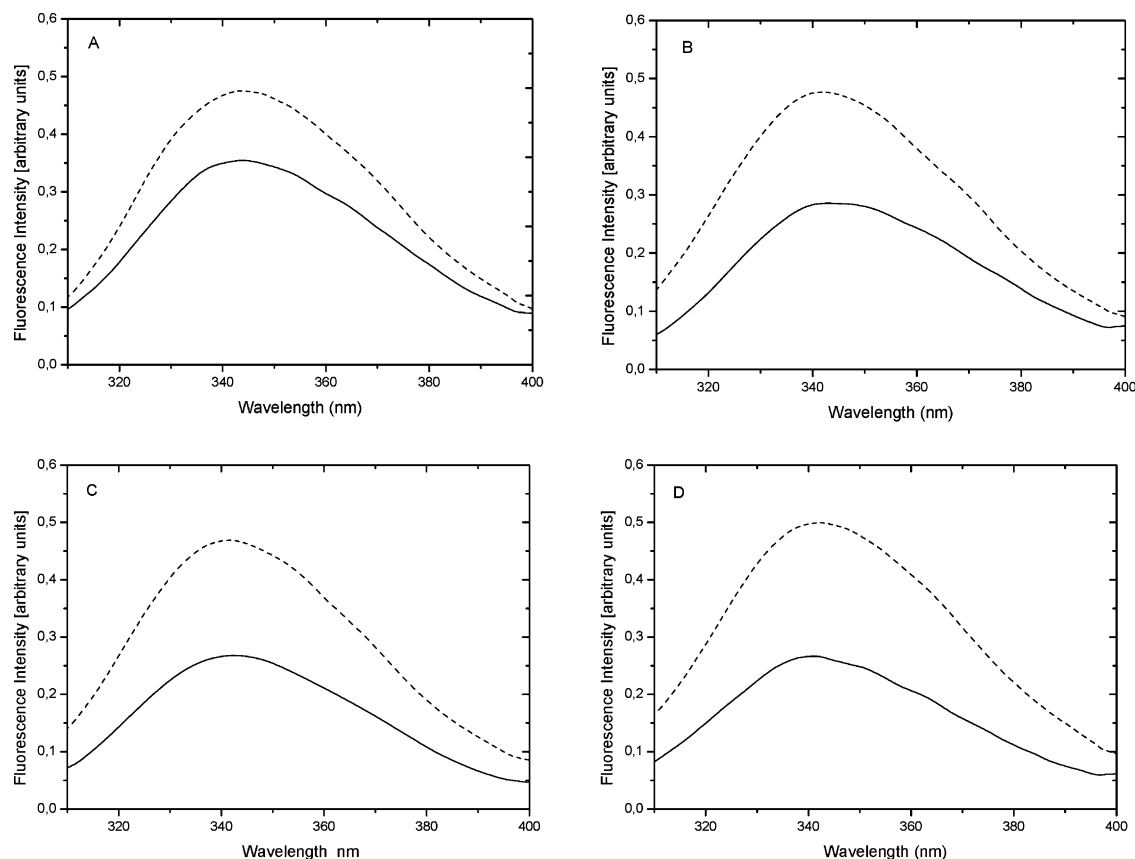 A
Fluorescence Intensity [arbitrary units]
0,6
0,5
0,4
0,3
0,2
0,1
0,0
320 340 360 380 400
Wavelength (nm)
B
Fluorescence Intensity [arbitrary units]
0,6
0,5
0,4
0,3
0,2
0,1
0,0
320 340 360 380 400
Wavelength (nm)
C
Fluorescence Intensity [arbitrary units]
0,6
0,5
0,4
0,3
0,2
0,1
0,0
320 340 360 380 400
Wavelength nm
D
Fluorescence Intensity [arbitrary units]
0,6
0,5
0,4
0,3
0,2
0,1
0,0
320 340 360 380 400
Wavelength (nm)